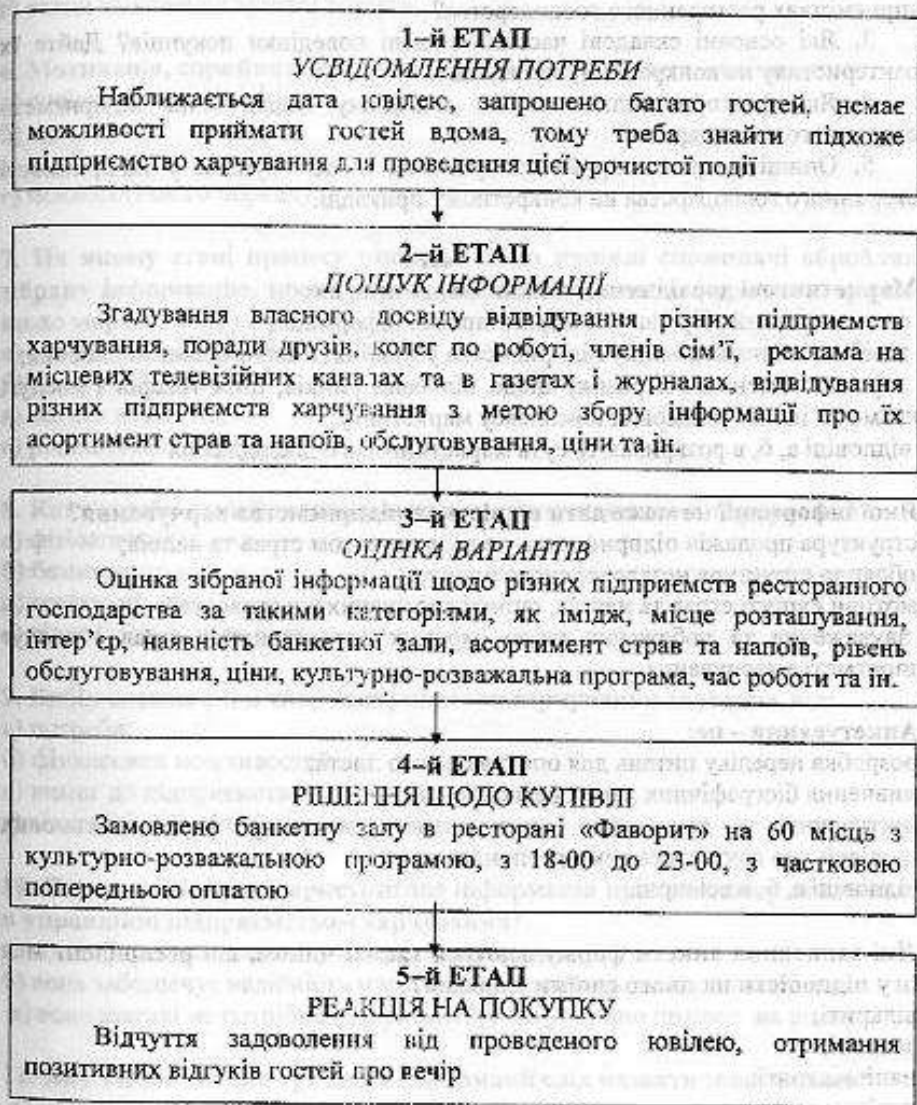 1–й ЕТАП
УСВІДОМЛЕННЯ ПОТРЕБИ
Наближається дата ювілею, запрошено багато гостей, немає
можливості приймати гостей вдома, тому треба знайти підхоже
підприємство харчування для проведення цієї урочистої події
2–й ЕТАП
ПОШУК ІНФОРМАЦІЇ
Згадування власного досвіду відвідування різних підприємств
харчування, поради друзів, колег по роботі, членів сім’ї, реклама на
місцевих телевізійних каналах та в газетах і журналах, відвідування
різних підприємств харчування з метою збору інформації про їх
асортимент страв та напоїв, обслуговування, ціни та ін.
3–й ЕТАП
ОЦІНКА ВАРІАНТІВ
Оцінка зібраної інформації щодо різних підприємств ресторанного
господарства за такими категоріями, як імідж, місце розташування,
інтер’єр, наявність банкетної зали, асортимент страв та напоїв, рівень
обслуговування, ціни, культурно-розважальна програма, час роботи та ін.
4–й ЕТАП
РІШЕННЯ ЩОДО КУПІВЛІ
Замовлено банкетну залу в ресторані «Фаворит» на 60 місць з
культурно-розважальною програмою, з 18-00 до 23-00, з частковою
попередньою оплатою
5–й ЕТАП
РЕАКЦІЯ НА ПОКУПКУ
Відчуття задоволення від проведеного ювілею, отримання
позитивних відгуків гостей про вечір